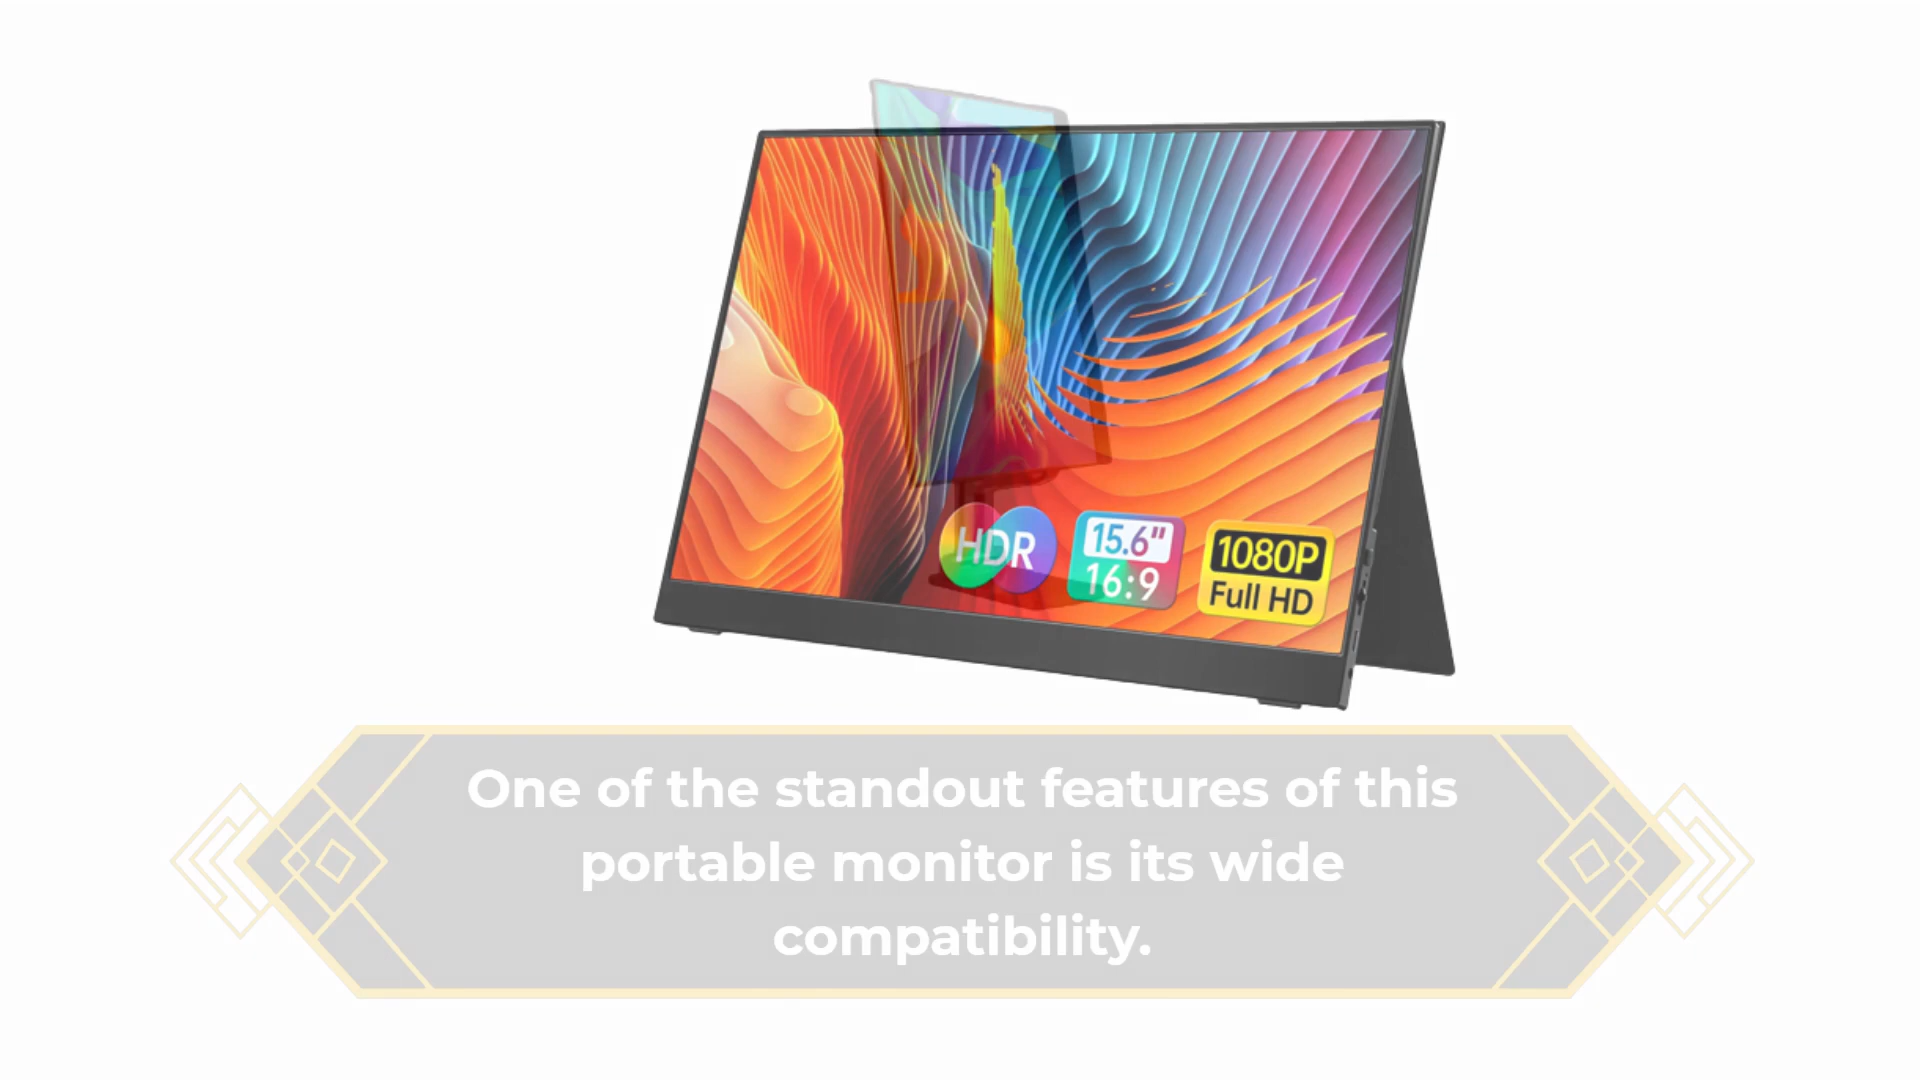 HDR
15.6"
16:9
1080P
Full HD
One of the standout features of this
portable monitor is its wide
compatibility.